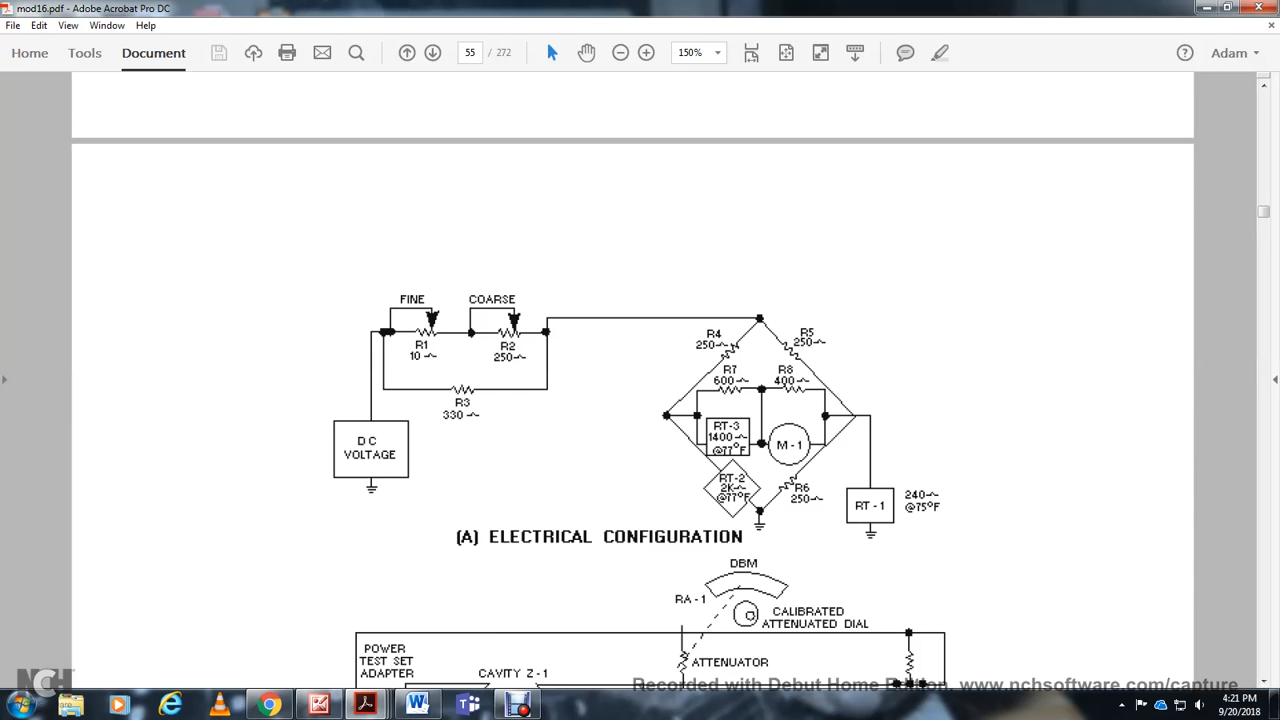 mod16.pdf - Adobe Acrobat Pro DC
File Edit View Window Help
Home Tools Document 55 / 272 150% Adam
FINE COARSE
R1
10
R2
250
R3
330
DC
VOLTAGE
R4
250
R5
250
R7
600
R8
400
RT-3
1400
@77°F
M-1
RT-2
2K
@77°F
R6
250
RT-1
240
@75°F
(A) ELECTRICAL CONFIGURATION
DBM
RA-1
CALIBRATED
ATTENUATED DIAL
POWER
TEST SET
ADAPTER
CAVITY Z-1
ATTENUATOR
NCH
Recorded with Debut Home Edition. www.nchsoftware.com/capture
4:21 PM
9/20/2018